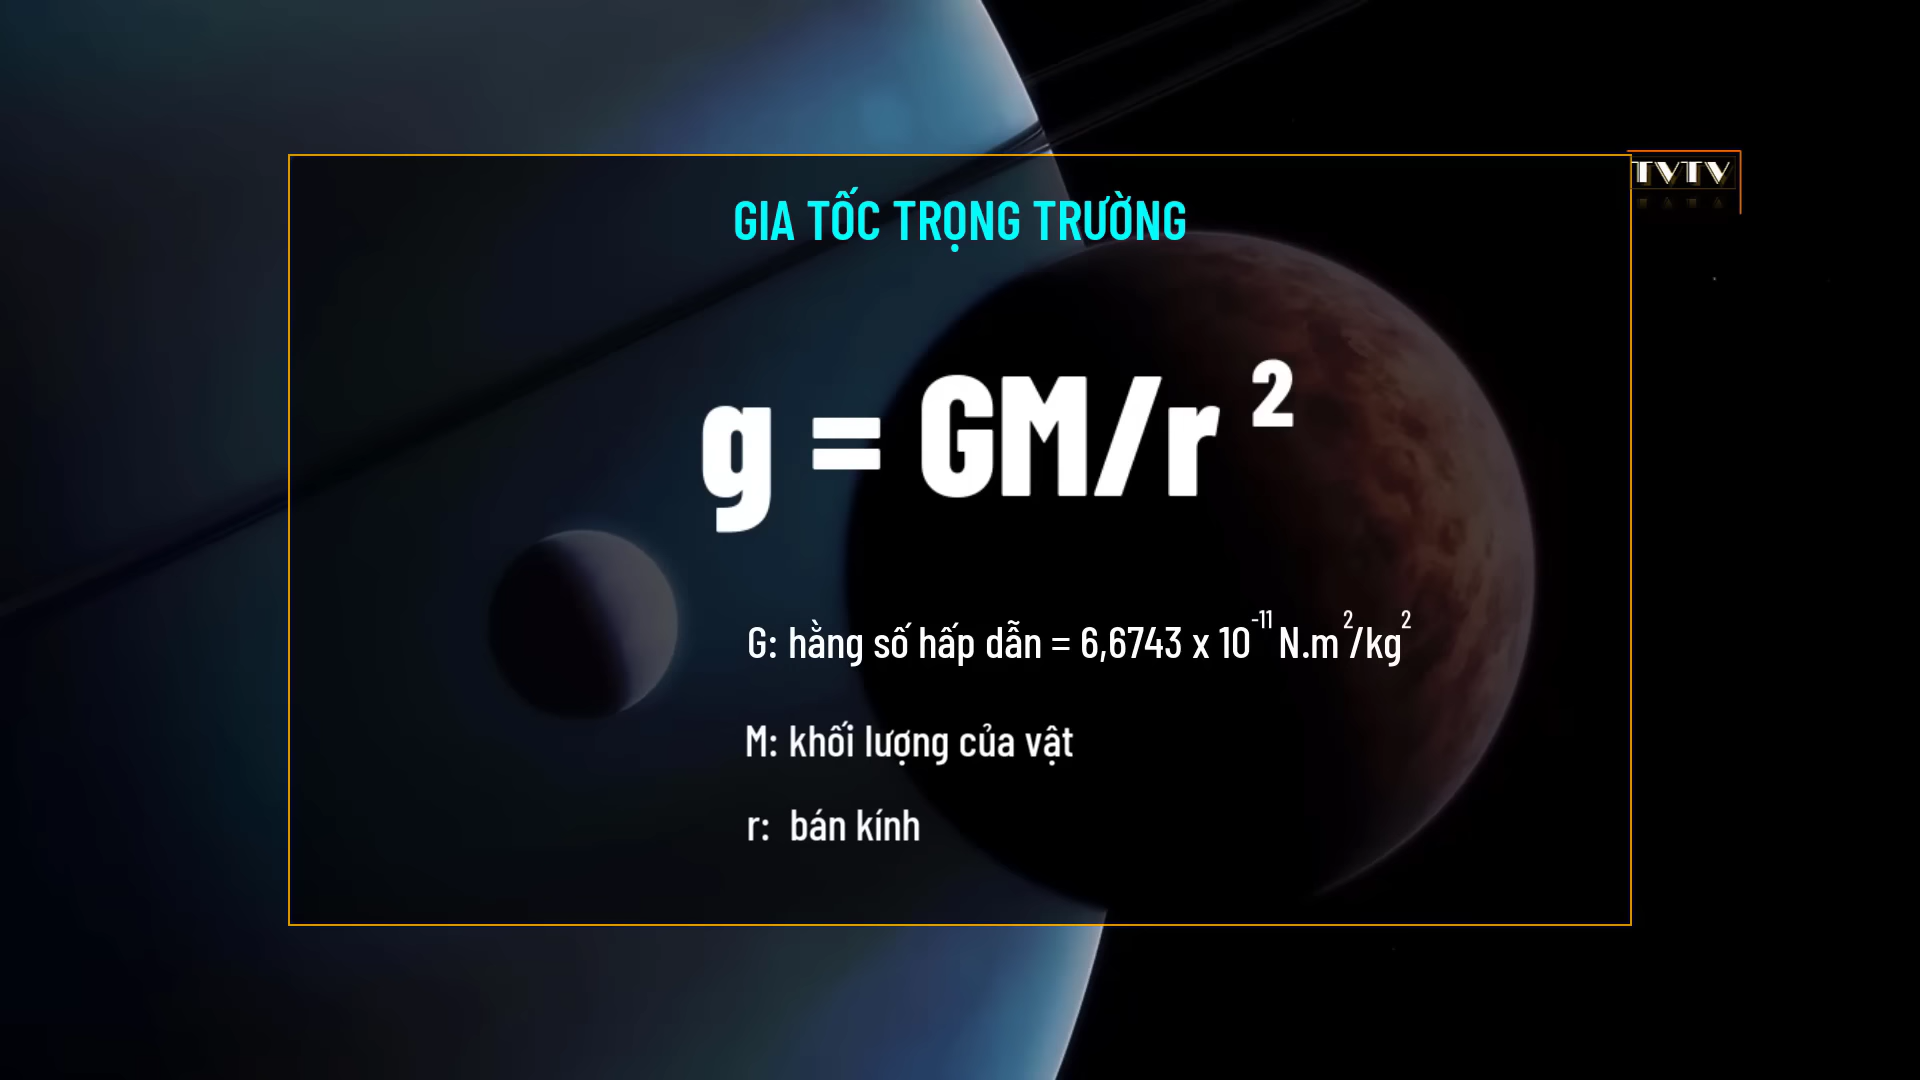 TVTV
GIA TỐC TRỌNG TRƯỜNG
g = GM/r ²
G: hằng số hấp dẫn = 6,6743 x 10⁻¹¹ N.m²/kg²
M: khối lượng của vật
r: bán kính